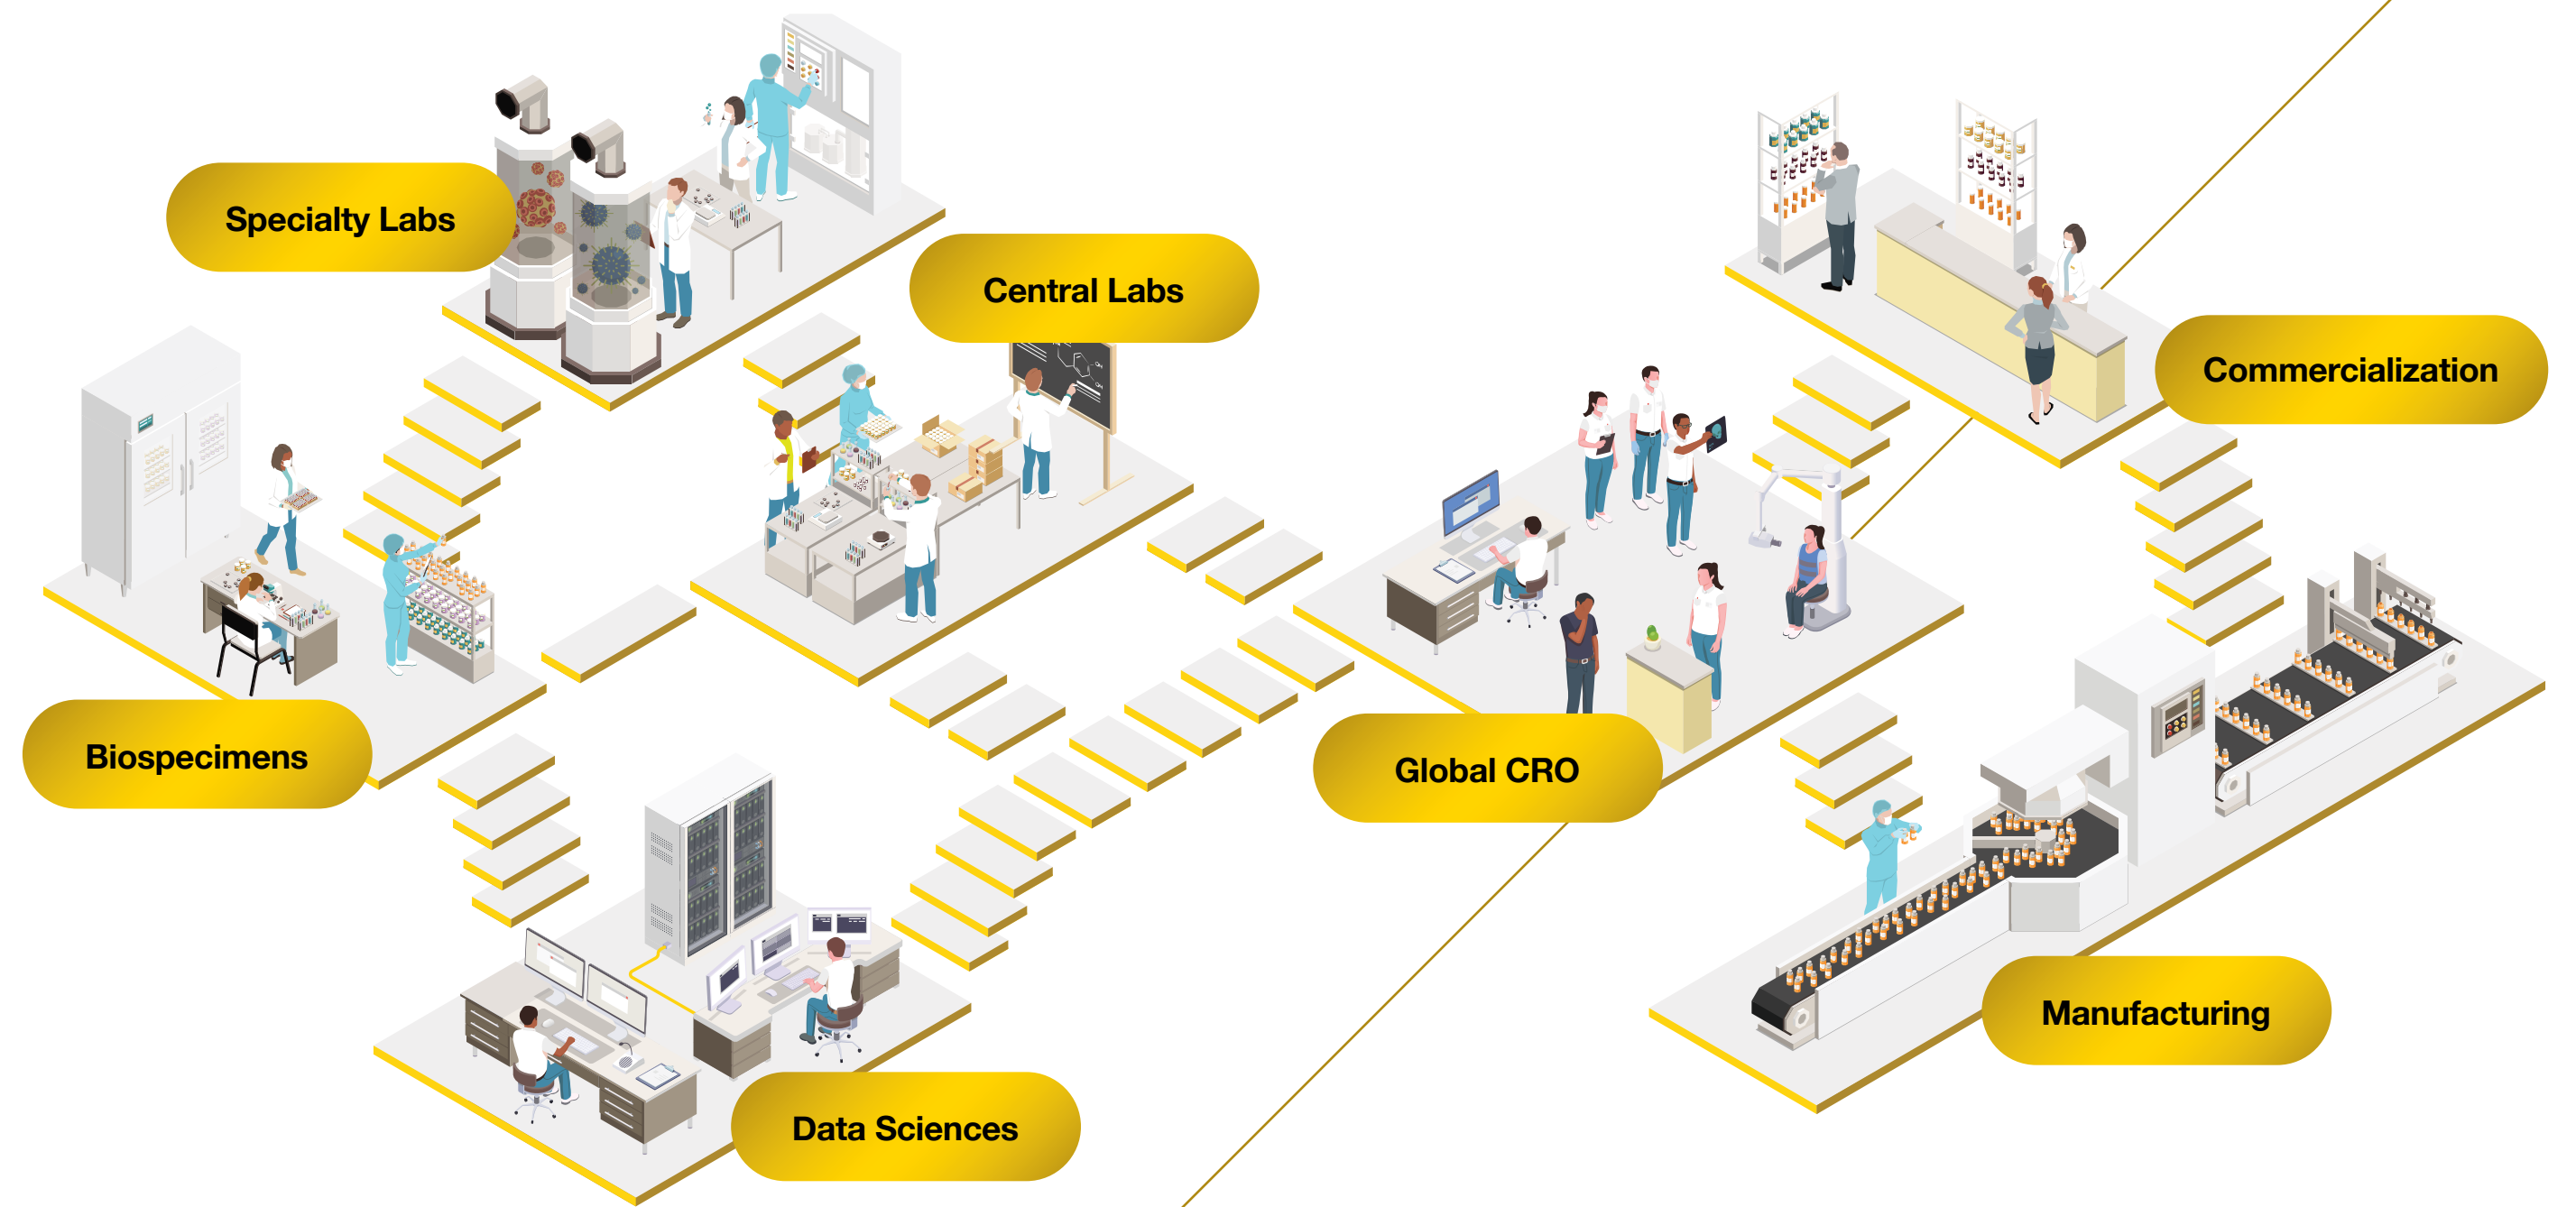 Specialty Labs
Central Labs
Commercialization
Biospecimens
Global CRO
Manufacturing
Data Sciences